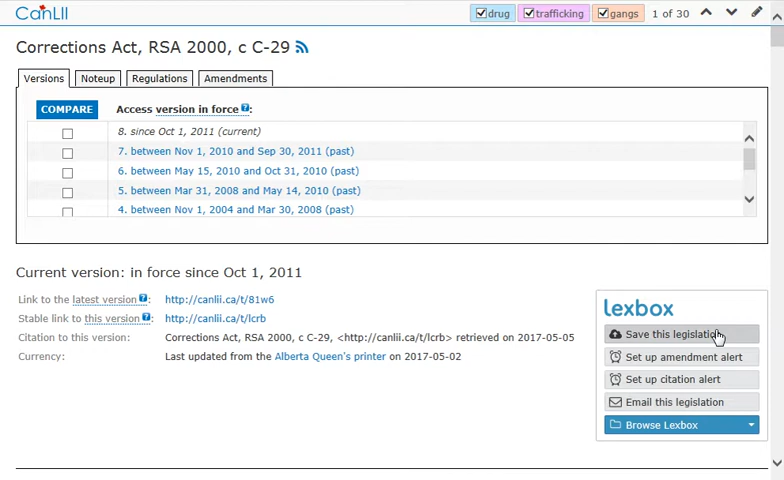 CanLII
drug trafficking gangs 1 of 30
Corrections Act, RSA 2000, c C-29
Versions Noteup Regulations Amendments
COMPARE Access version in force ?:
8. since Oct 1, 2011 (current)
7. between Nov 1, 2010 and Sep 30, 2011 (past)
6. between May 15, 2010 and Oct 31, 2010 (past)
5. between Mar 31, 2008 and May 14, 2010 (past)
4. between Nov 1, 2004 and Mar 30, 2008 (past)
Current version: in force since Oct 1, 2011
Link to the latest version ?: http://canlii.ca/t/81w6
Stable link to this version ?: http://canlii.ca/t/lcrb
Citation to this version: Corrections Act, RSA 2000, c C-29, <http://canlii.ca/t/lcrb> retrieved on 2017-05-05
Currency: Last updated from the Alberta Queen's printer on 2017-05-02
lexbox
Save this legislation
Set up amendment alert
Set up citation alert
Email this legislation
Browse Lexbox